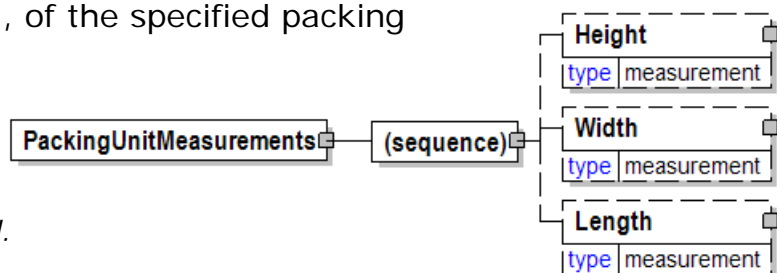 , of the specified packing
Height
type measurement
PackingUnitMeasurements (sequence) Width
type measurement
Length
type measurement